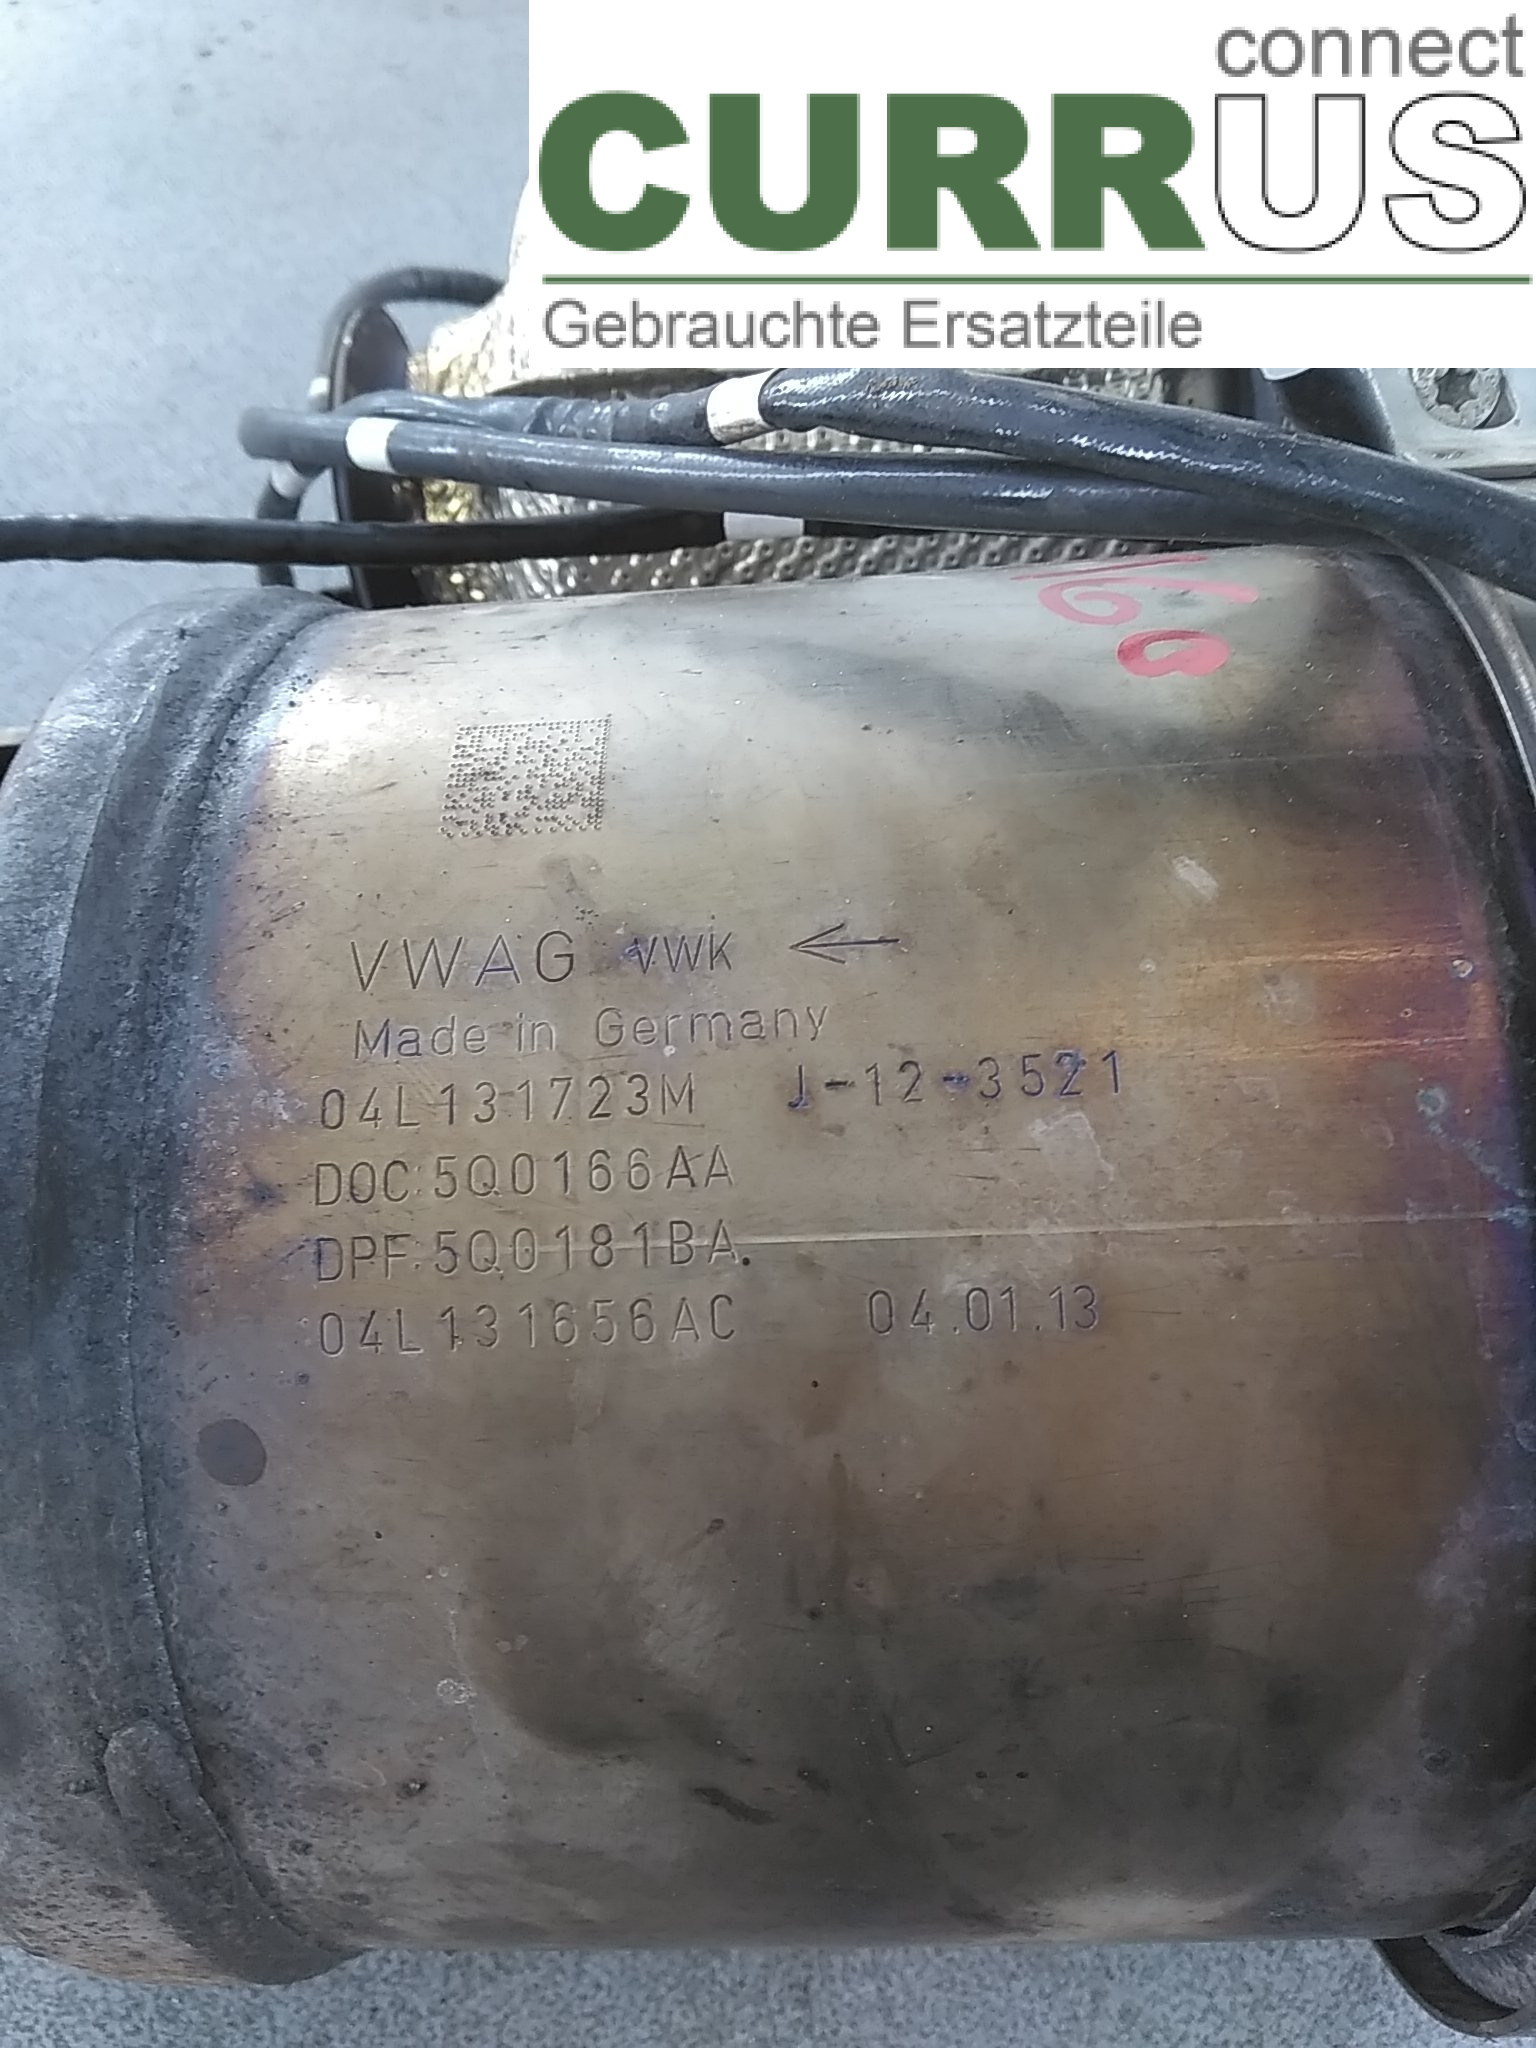 connect
CURRUS
Gebrauchte Ersatzteile
VWAG VWK ←
Made in Germany
04L131723M J-12-3521
DOC:5Q0166AA
DPF:5Q0181BA.
04L131656AC 04.01.13